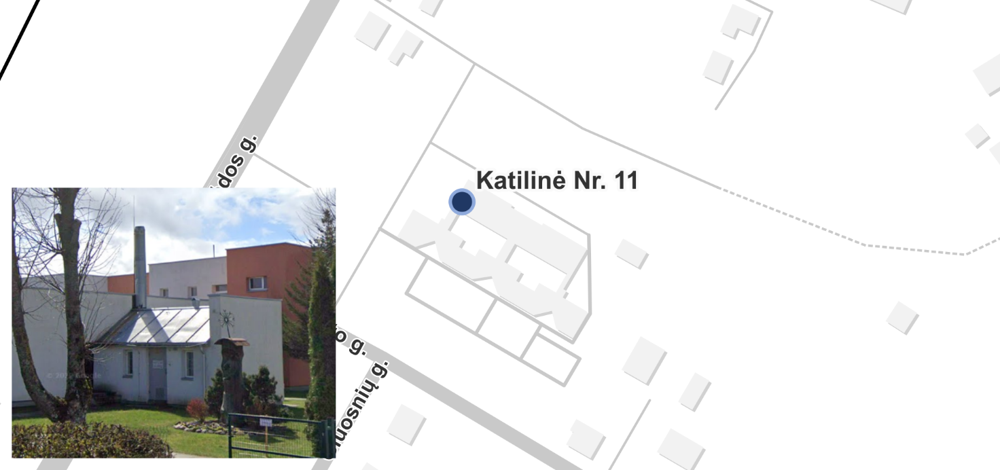 dos g.
Katilinė Nr. 11
o g.
uosnių g.